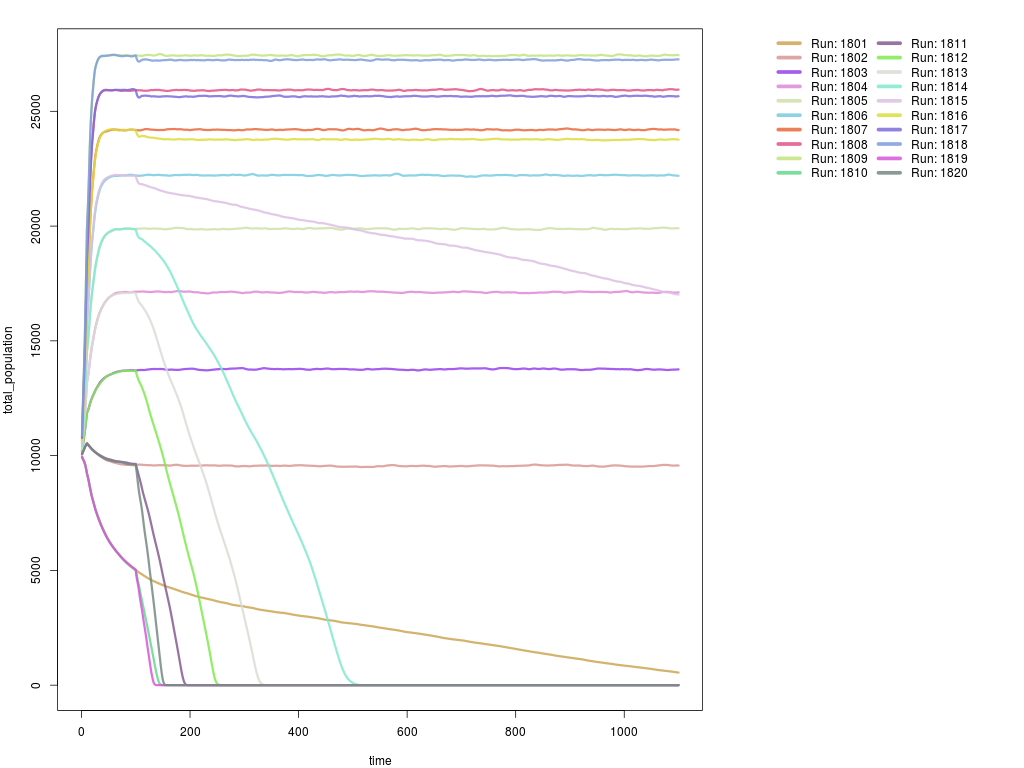 total_population
0
5000
10000
15000
20000
25000
0
200
400
600
800
1000
time
Run: 1801
Run: 1802
Run: 1803
Run: 1804
Run: 1805
Run: 1806
Run: 1807
Run: 1808
Run: 1809
Run: 1810
Run: 1811
Run: 1812
Run: 1813
Run: 1814
Run: 1815
Run: 1816
Run: 1817
Run: 1818
Run: 1819
Run: 1820